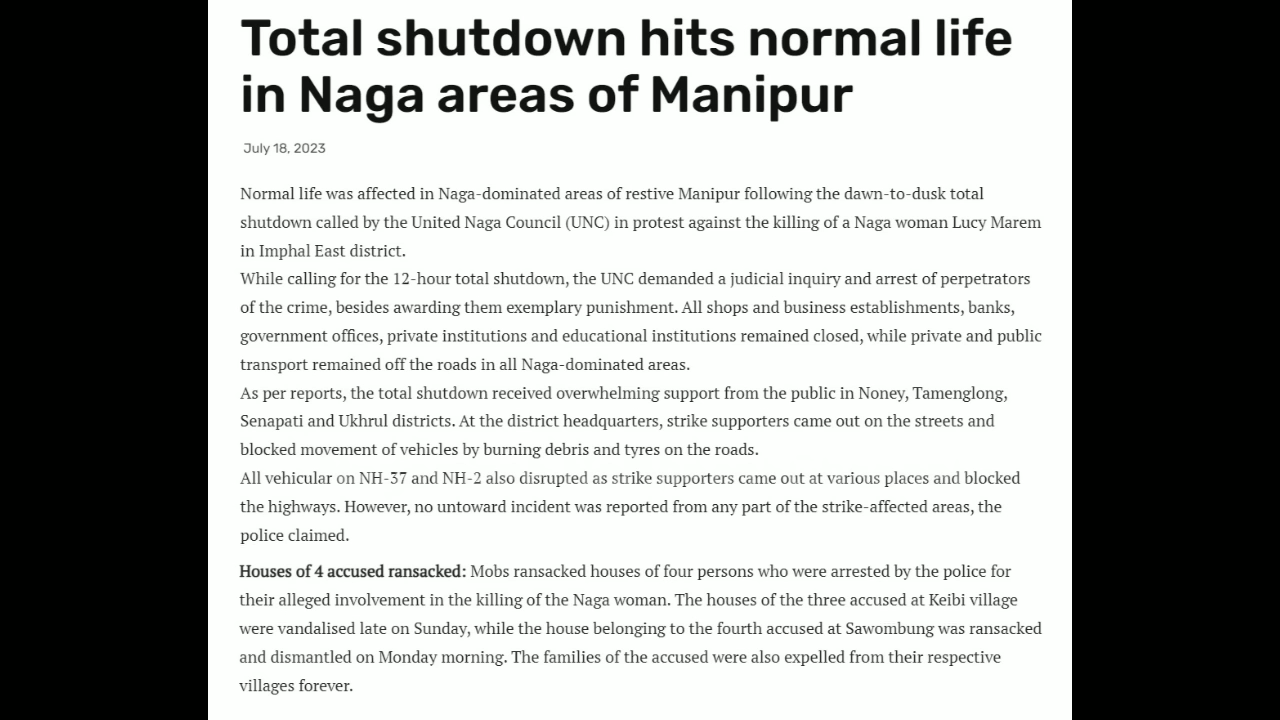 Total shutdown hits normal life
in Naga areas of Manipur
July 18, 2023
Normal life was affected in Naga-dominated areas of restive Manipur following the dawn-to-dusk total
shutdown called by the United Naga Council (UNC) in protest against the killing of a Naga woman Lucy Marem
in Imphal East district.
While calling for the 12-hour total shutdown, the UNC demanded a judicial inquiry and arrest of perpetrators
of the crime, besides awarding them exemplary punishment. All shops and business establishments, banks,
government offices, private institutions and educational institutions remained closed, while private and public
transport remained off the roads in all Naga-dominated areas.
As per reports, the total shutdown received overwhelming support from the public in Noney, Tamenglong,
Senapati and Ukhrul districts. At the district headquarters, strike supporters came out on the streets and
blocked movement of vehicles by burning debris and tyres on the roads.
All vehicular on NH-37 and NH-2 also disrupted as strike supporters came out at various places and blocked
the highways. However, no untoward incident was reported from any part of the strike-affected areas, the
police claimed.
Houses of 4 accused ransacked: Mobs ransacked houses of four persons who were arrested by the police for
their alleged involvement in the killing of the Naga woman. The houses of the three accused at Keibi village
were vandalised late on Sunday, while the house belonging to the fourth accused at Sawombung was ransacked
and dismantled on Monday morning. The families of the accused were also expelled from their respective
villages forever.